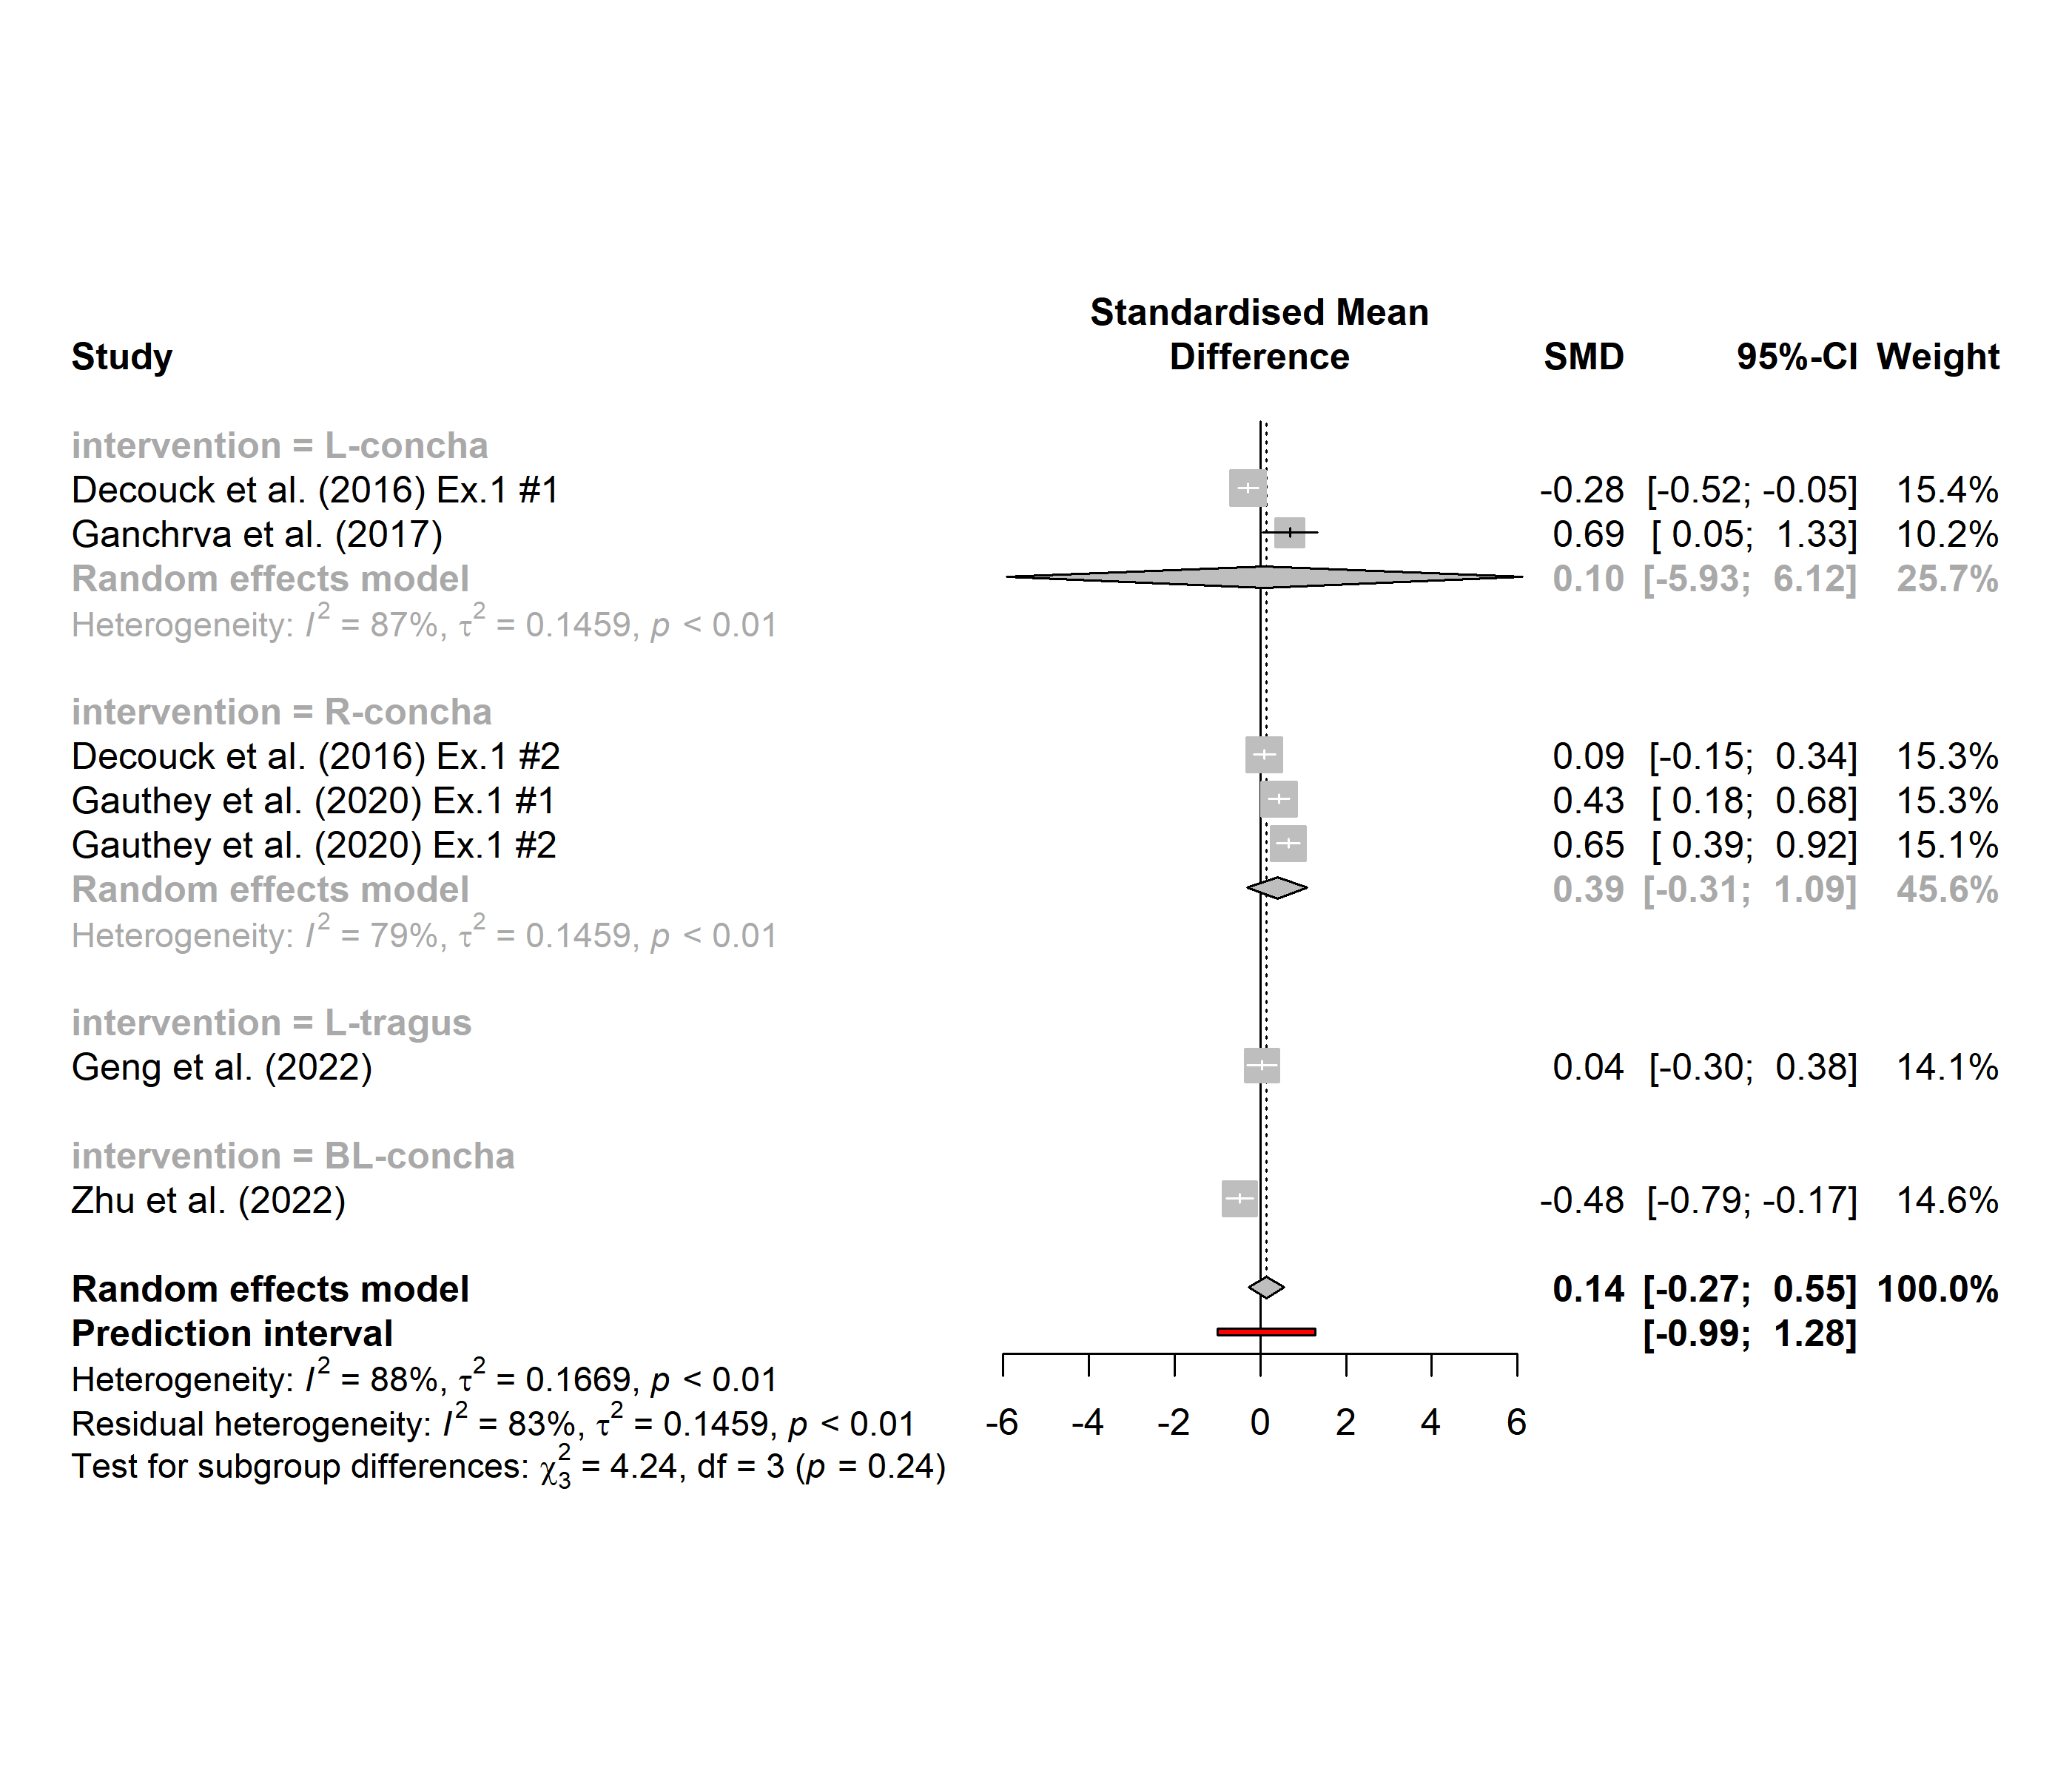 Standardised Mean
Study Difference SMD 95%-CI Weight
intervention = L-concha
Decouck et al. (2016) Ex.1 #1 -0.28 [-0.52; -0.05] 15.4%
Ganchrva et al. (2017) 0.69 [ 0.05; 1.33] 10.2%
Random effects model 0.10 [-5.93; 6.12] 25.7%
Heterogeneity: I² = 87%, τ² = 0.1459, p < 0.01
intervention = R-concha
Decouck et al. (2016) Ex.1 #2 0.09 [-0.15; 0.34] 15.3%
Gauthey et al. (2020) Ex.1 #1 0.43 [ 0.18; 0.68] 15.3%
Gauthey et al. (2020) Ex.1 #2 0.65 [ 0.39; 0.92] 15.1%
Random effects model 0.39 [-0.31; 1.09] 45.6%
Heterogeneity: I² = 79%, τ² = 0.1459, p < 0.01
intervention = L-tragus
Geng et al. (2022) 0.04 [-0.30; 0.38] 14.1%
intervention = BL-concha
Zhu et al. (2022) -0.48 [-0.79; -0.17] 14.6%
Random effects model 0.14 [-0.27; 0.55] 100.0%
Prediction interval [-0.99; 1.28]
Heterogeneity: I² = 88%, τ² = 0.1669, p < 0.01
Residual heterogeneity: I² = 83%, τ² = 0.1459, p < 0.01
-6 -4 -2 0 2 4 6
Test for subgroup differences: χ²₃ = 4.24, df = 3 (p = 0.24)